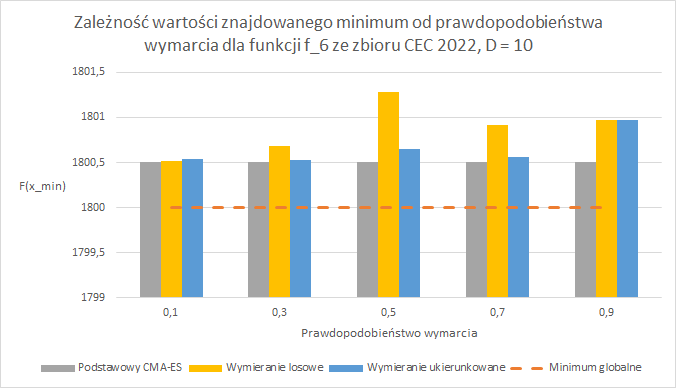 Zależność wartości znajdowanego minimum od prawdopodobieństwa
wymarcia dla funkcji f_6 ze zbioru CEC 2022, D = 10
1801,5
1801
1800,5
F(x_min)
1800
1799,5
1799
0,1 0,3 0,5 0,7 0,9
Prawdopodobieństwo wymarcia
Podstawowy CMA-ES Wymieranie losowe Wymieranie ukierunkowane Minimum globalne